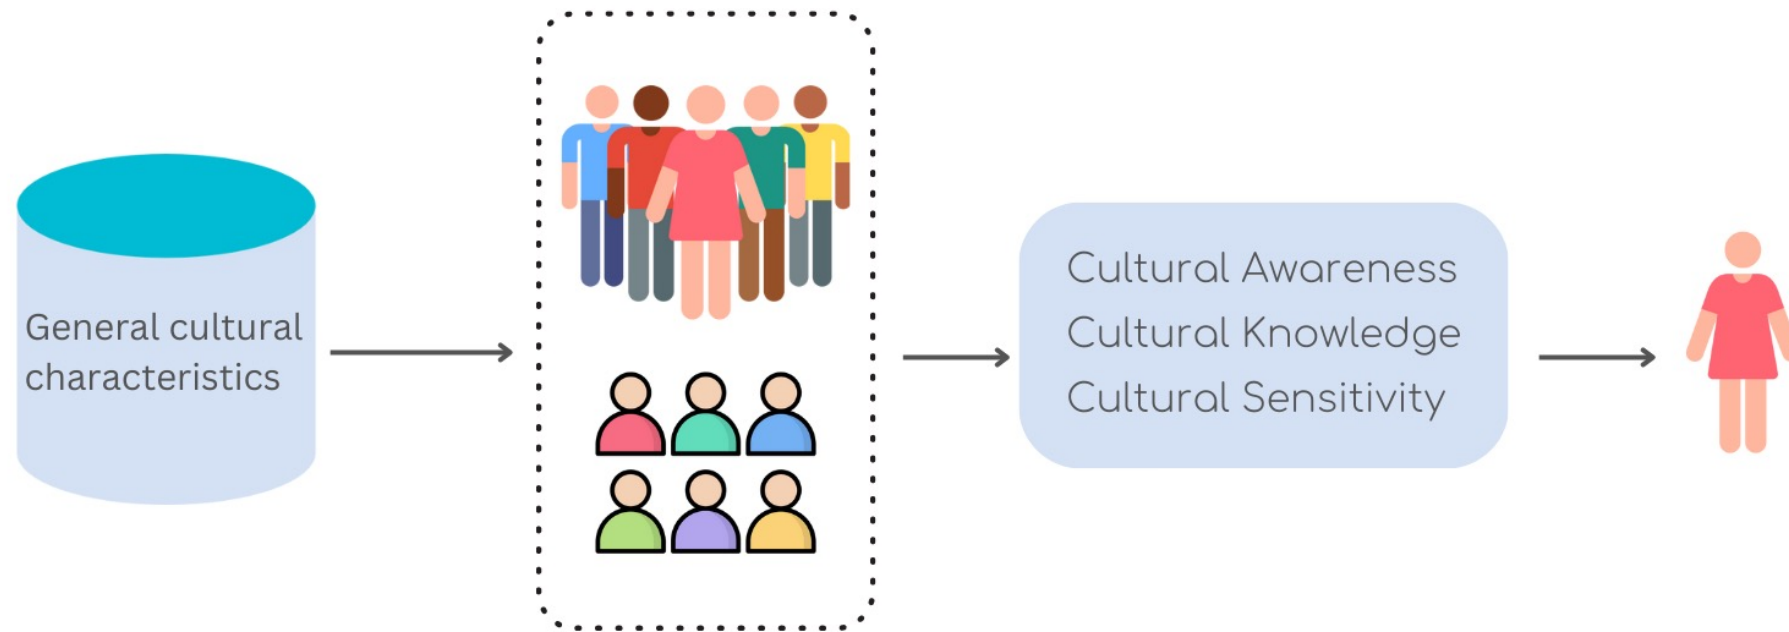 General cultural
characteristics
Cultural Awareness
Cultural Knowledge
Cultural Sensitivity